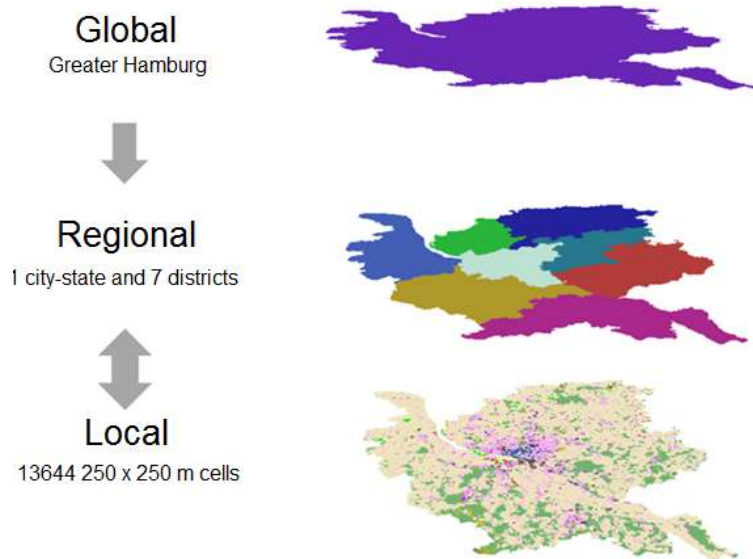 Global
Greater Hamburg
Regional
1 city-state and 7 districts
Local
13644 250 x 250 m cells